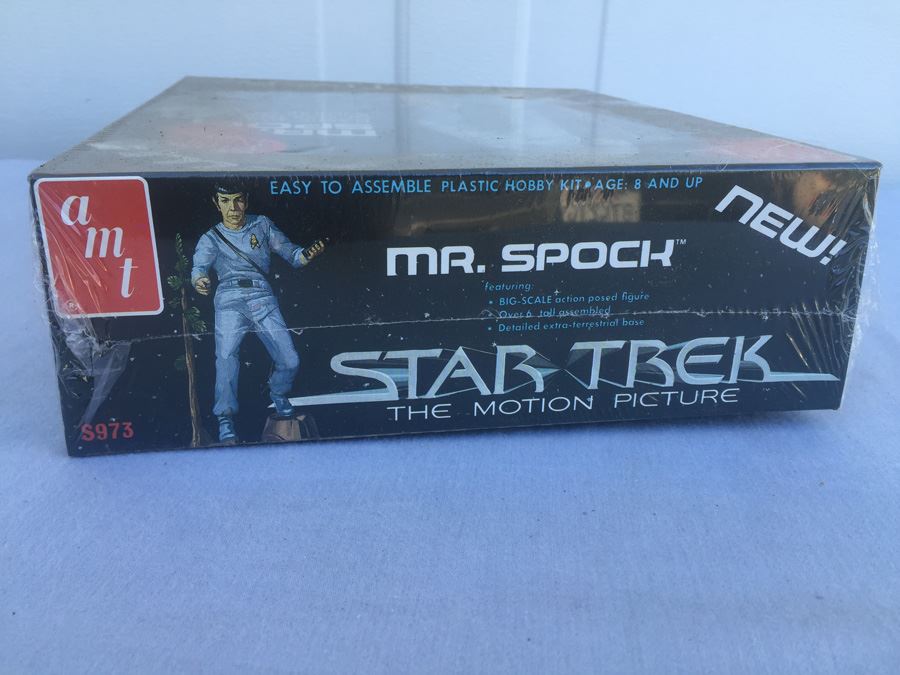 amt
EASY TO ASSEMBLE PLASTIC HOBBY KIT • AGE: 8 AND UP
NEW!
MR. SPOCK™
featuring:
• BIG-SCALE action posed figure
• Over 6" tall assembled
• Detailed extra-terrestrial base
STAR TREK
THE MOTION PICTURE
S973